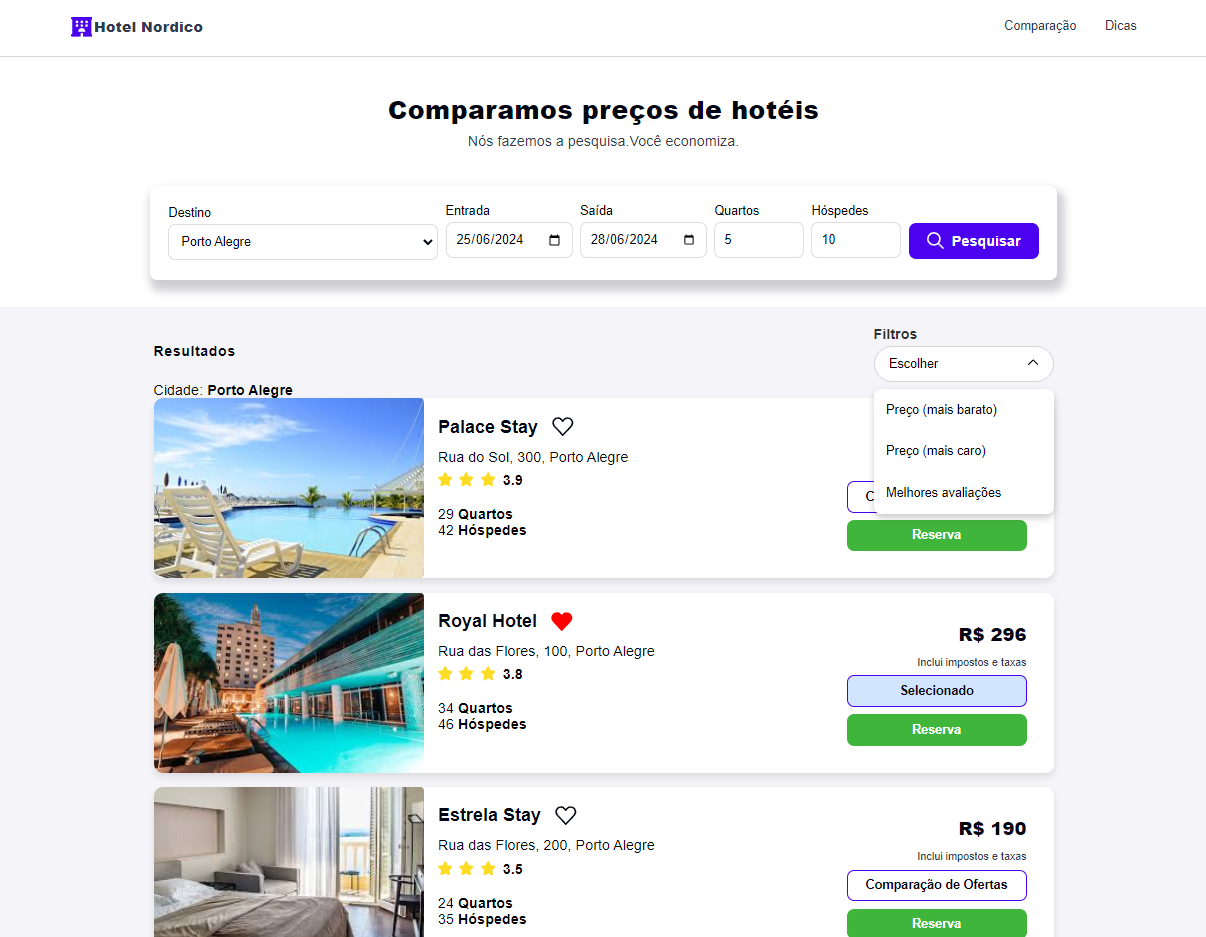 Hotel Nordico
Comparação Dicas
Comparamos preços de hotéis
Nós fazemos a pesquisa.Você economiza.
Destino
Porto Alegre
Entrada
25/06/2024
Saída
28/06/2024
Quartos
5
Hóspedes
10
Pesquisar
Resultados
Filtros
Escolher
Preço (mais barato)
Preço (mais caro)
Melhores avaliações
Cidade: Porto Alegre
Palace Stay
Rua do Sol, 300, Porto Alegre
3.9
29 Quartos
42 Hóspedes
Reserva
Royal Hotel
Rua das Flores, 100, Porto Alegre
3.8
34 Quartos
46 Hóspedes
R$ 296
Inclui impostos e taxas
Selecionado
Reserva
Estrela Stay
Rua das Flores, 200, Porto Alegre
3.5
24 Quartos
35 Hóspedes
R$ 190
Inclui impostos e taxas
Comparação de Ofertas
Reserva